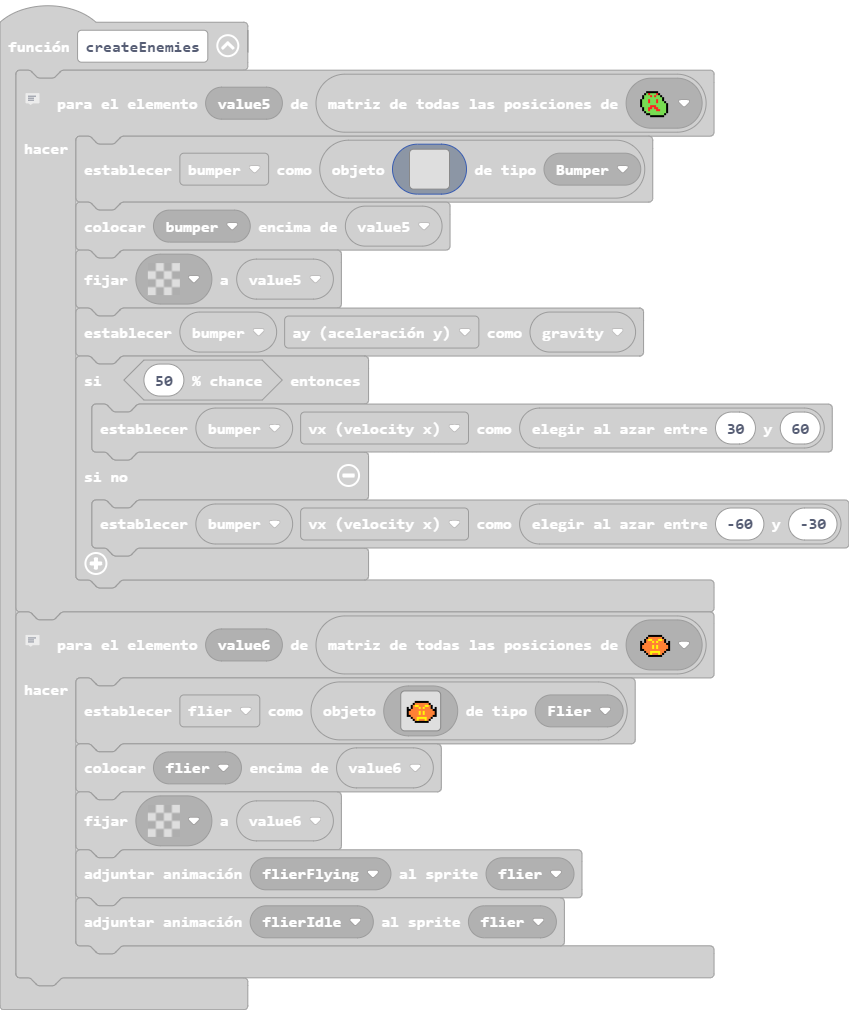 función createEnemies
para el elemento value5 de matriz de todas las posiciones de
hacer
establecer bumper como objeto de tipo Bumper
colocar bumper encima de value5
fijar a value5
establecer bumper ay (aceleración y) como gravity
si 50 % chance entonces
establecer bumper vx (velocity x) como elegir al azar entre 30 y 60
si no
establecer bumper vx (velocity x) como elegir al azar entre -60 y -30
para el elemento value6 de matriz de todas las posiciones de
hacer
establecer flier como objeto de tipo Flier
colocar flier encima de value6
fijar a value6
adjuntar animación flierFlying al sprite flier
adjuntar animación flierIdle al sprite flier